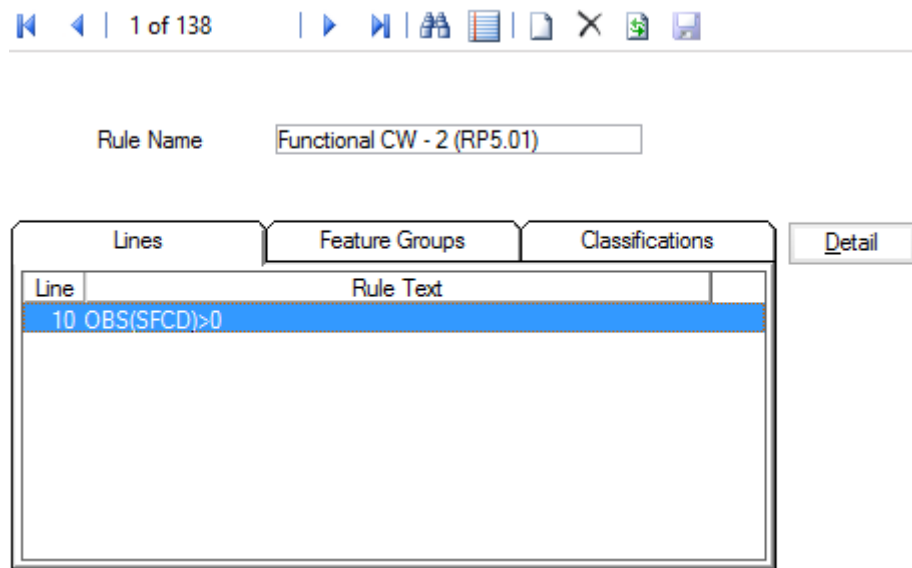 1 of 138
Rule Name Functional CW - 2 (RP5.01)
Lines Feature Groups Classifications Detail
Line Rule Text
10 OBS(SFCD)>0